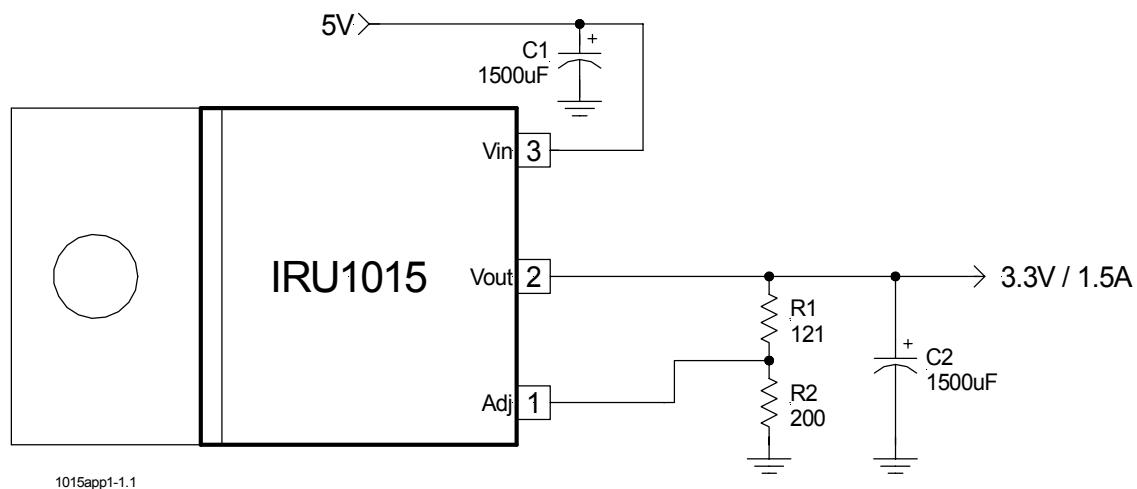 5V
+
C1
1500uF
Vin 3
IRU1015
Vout 2
3.3V / 1.5A
R1
121
+
C2
1500uF
Adj 1
R2
200
1015app1-1.1